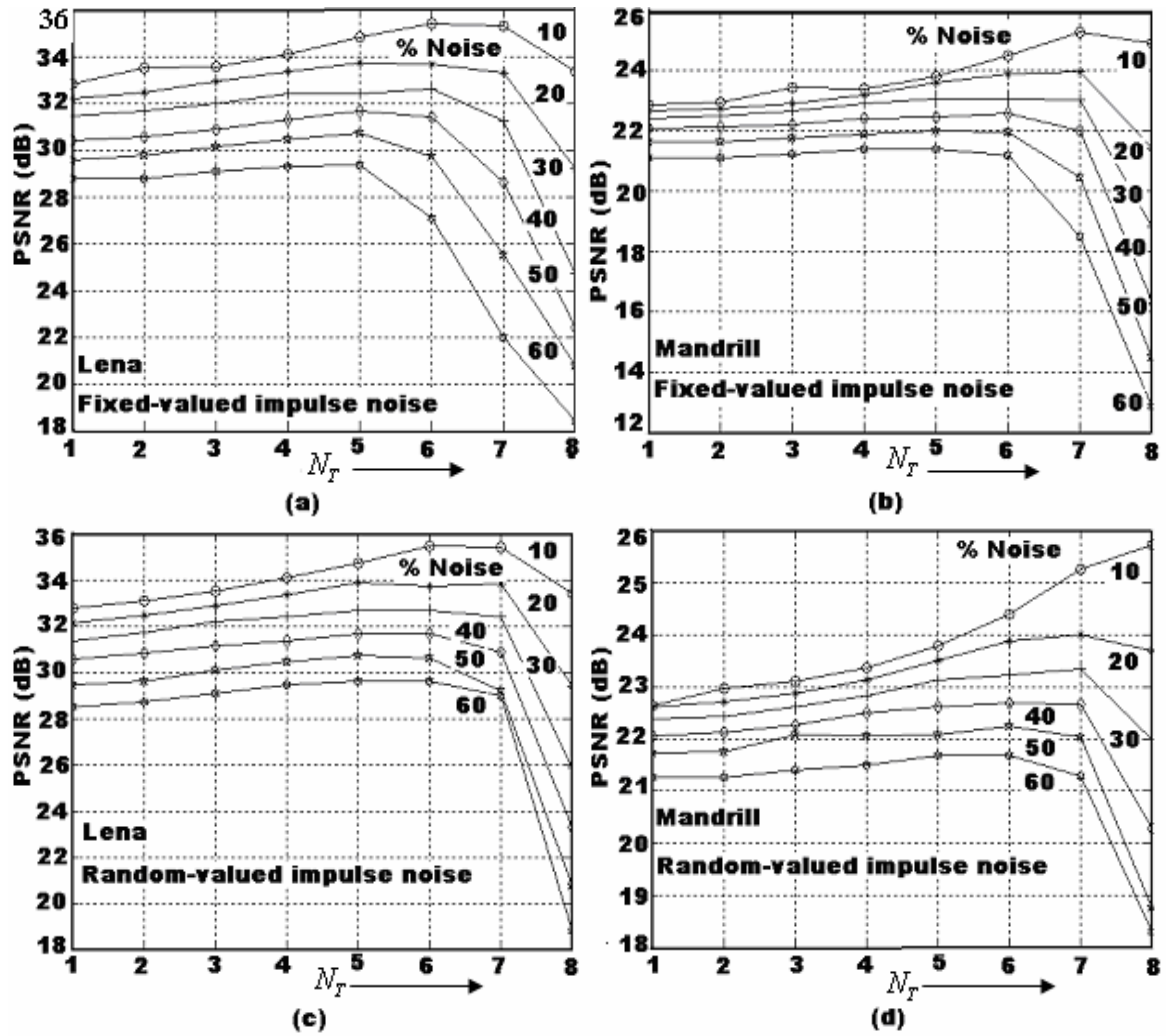 36
34
32
30
28
26
24
22
20
18
PSNR (dB)
% Noise
10
20
30
40
50
60
Lena
Fixed-valued impulse noise
1 2 3 4 5 6 7 8
N_T
(a)
26
24
22
20
18
16
14
12
PSNR (dB)
% Noise
10
20
30
40
50
60
Mandrill
Fixed-valued impulse noise
1 2 3 4 5 6 7 8
N_T
(b)
36
34
32
30
28
26
24
22
20
18
PSNR (dB)
% Noise
10
20
40
50
30
60
Lena
Random-valued impulse noise
1 2 3 4 5 6 7 8
N_T
(c)
26
25
24
23
22
21
20
19
18
PSNR (dB)
% Noise
10
20
40
30
50
60
Mandrill
Random-valued impulse noise
1 2 3 4 5 6 7 8
N_T
(d)